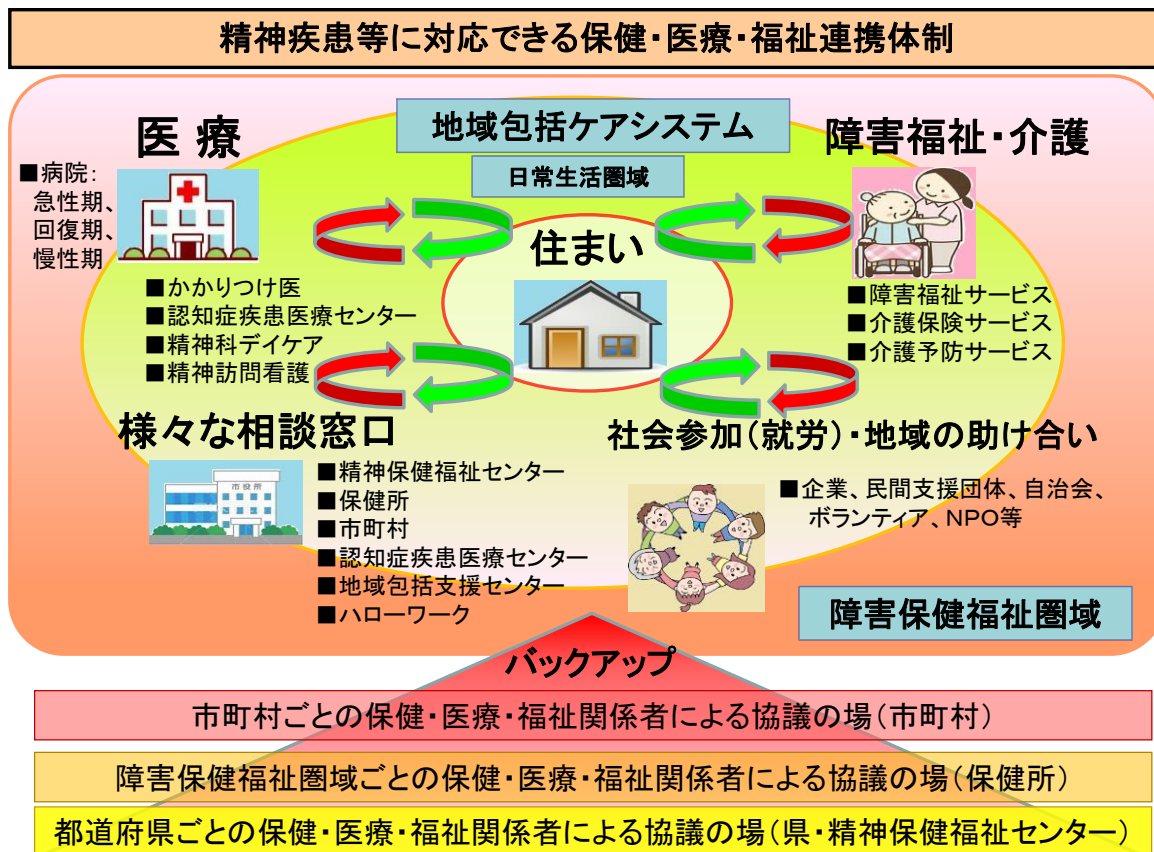 精神疾患等に対応できる保健・医療・福祉連携体制
地域包括ケアシステム
日常生活圏域
医 療
■病院：
急性期、
回復期、
慢性期
■かかりつけ医
■認知症疾患医療センター
■精神科デイケア
■精神訪問看護
住まい
障害福祉・介護
■障害福祉サービス
■介護保険サービス
■介護予防サービス
様々な相談窓口
市役所
■精神保健福祉センター
■保健所
■市町村
■認知症疾患医療センター
■地域包括支援センター
■ハローワーク
社会参加(就労)・地域の助け合い
■企業、民間支援団体、自治会、
ボランティア、NPO等
障害保健福祉圏域
バックアップ
市町村ごとの保健・医療・福祉関係者による協議の場(市町村)
障害保健福祉圏域ごとの保健・医療・福祉関係者による協議の場(保健所)
都道府県ごとの保健・医療・福祉関係者による協議の場(県・精神保健福祉センター)